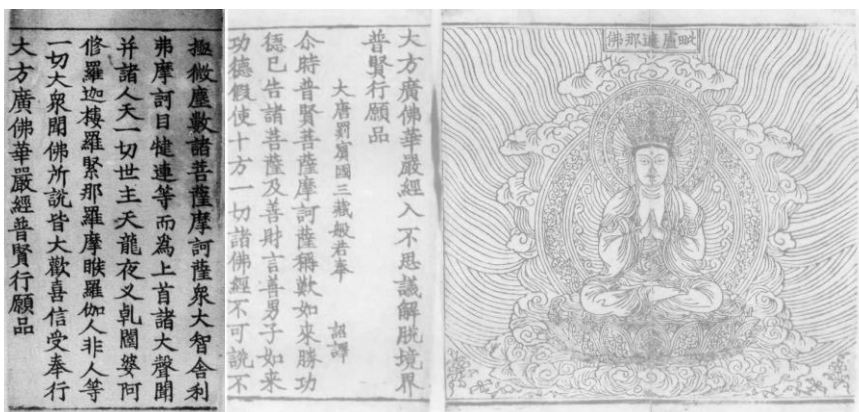 毗盧遮那佛
大方廣佛華嚴經入不思議解脫境界
普賢行願品
大唐罽賓國三藏般若奉 詔譯
尒時普賢菩薩摩訶薩稱歎如來勝功
德已告諸菩薩及善財言善男子如來
功德假使十方一切諸佛經不可說不
極微塵數諸菩薩摩訶薩衆大智舍利
弗摩訶目犍連等而為上首諸大聲聞
并諸人天一切世主天龍夜叉乹闥婆阿
修羅迦樓羅緊那羅摩睺羅伽人非人等
一切大衆聞佛所說皆大歡喜信受奉行
大方廣佛華嚴經普賢行願品